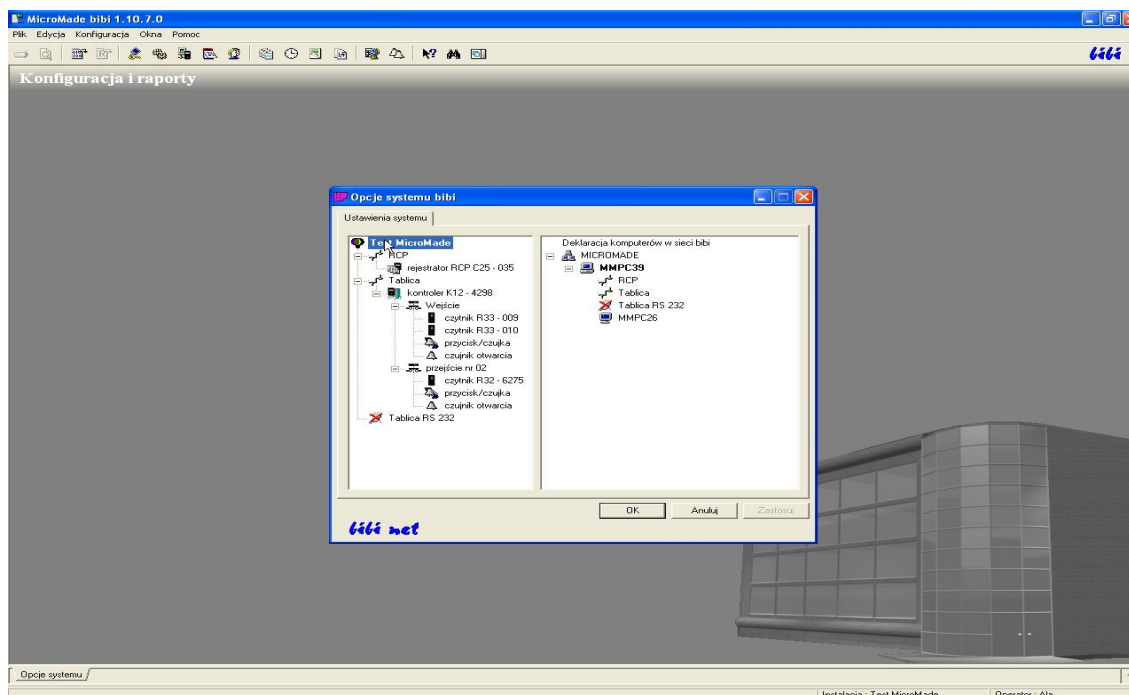 MicroMade bibi 1.10.7.0
Plik Edycja Konfiguracja Okna Pomoc
bibi
Konfiguracja i raporty
Opcje systemu bibi
Ustawienia systemu
Test MicroMade
RCP
rejestrator RCP C25 - 035
Tablica
kontroler K12 - 4298
Wejście
czytnik R33 - 009
czytnik R33 - 010
przycisk/czujka
czujnik otwarcia
przejście nr 02
czytnik R32 - 6275
przycisk/czujka
czujnik otwarcia
Tablica RS 232
Deklaracja komputerów w sieci bibi
MICROMADE
MMPC39
RCP
Tablica
Tablica RS 232
MMPC26
OK Anuluj Zastosuj
bibi net
Opcje systemu
Instalacja : Test MicroMade Operator : Ala